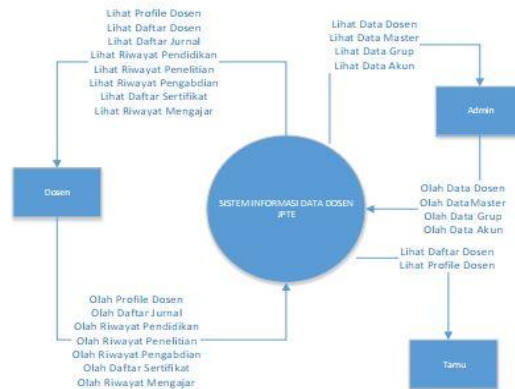 Lihat Profile Dosen
Lihat Daftar Dosen
Lihat Daftar Jurnal
Lihat Riwayat Pendidikan
Lihat Riwayat Penelitian
Lihat Riwayat Pengabdian
Lihat Daftar Sertifikat
Lihat Riwayat Mengajar
Lihat Data Dosen
Lihat Data Master
Lihat Data Grup
Lihat Data Akun
Admin
Dosen
SISTEM INFORMASI DATA DOSEN
JPTE
Olah Data Dosen
Olah DataMaster
Olah Data Grup
Olah Data Akun
Lihat Daftar Dosen
Lihat Profile Dosen
Olah Profile Dosen
Olah Daftar Jurnal
Olah Riwayat Pendidikan
Olah Riwayat Penelitian
Olah Riwayat Pengabdian
Olah Daftar Sertifikat
Olah Riwayat Mengajar
Tamu